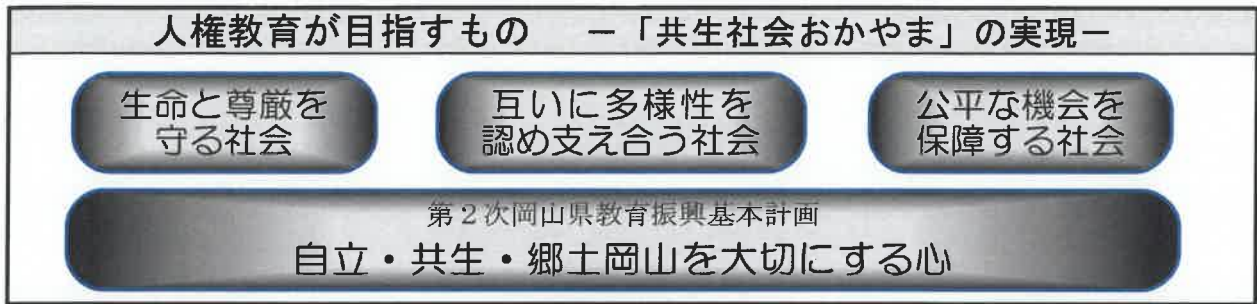 人権教育が目指すもの －「共生社会おかやま」の実現－
生命と尊厳を
守る社会
互いに多様性を
認め支え合う社会
公平な機会を
保障する社会
第２次岡山県教育振興基本計画
自立・共生・郷土岡山を大切にする心